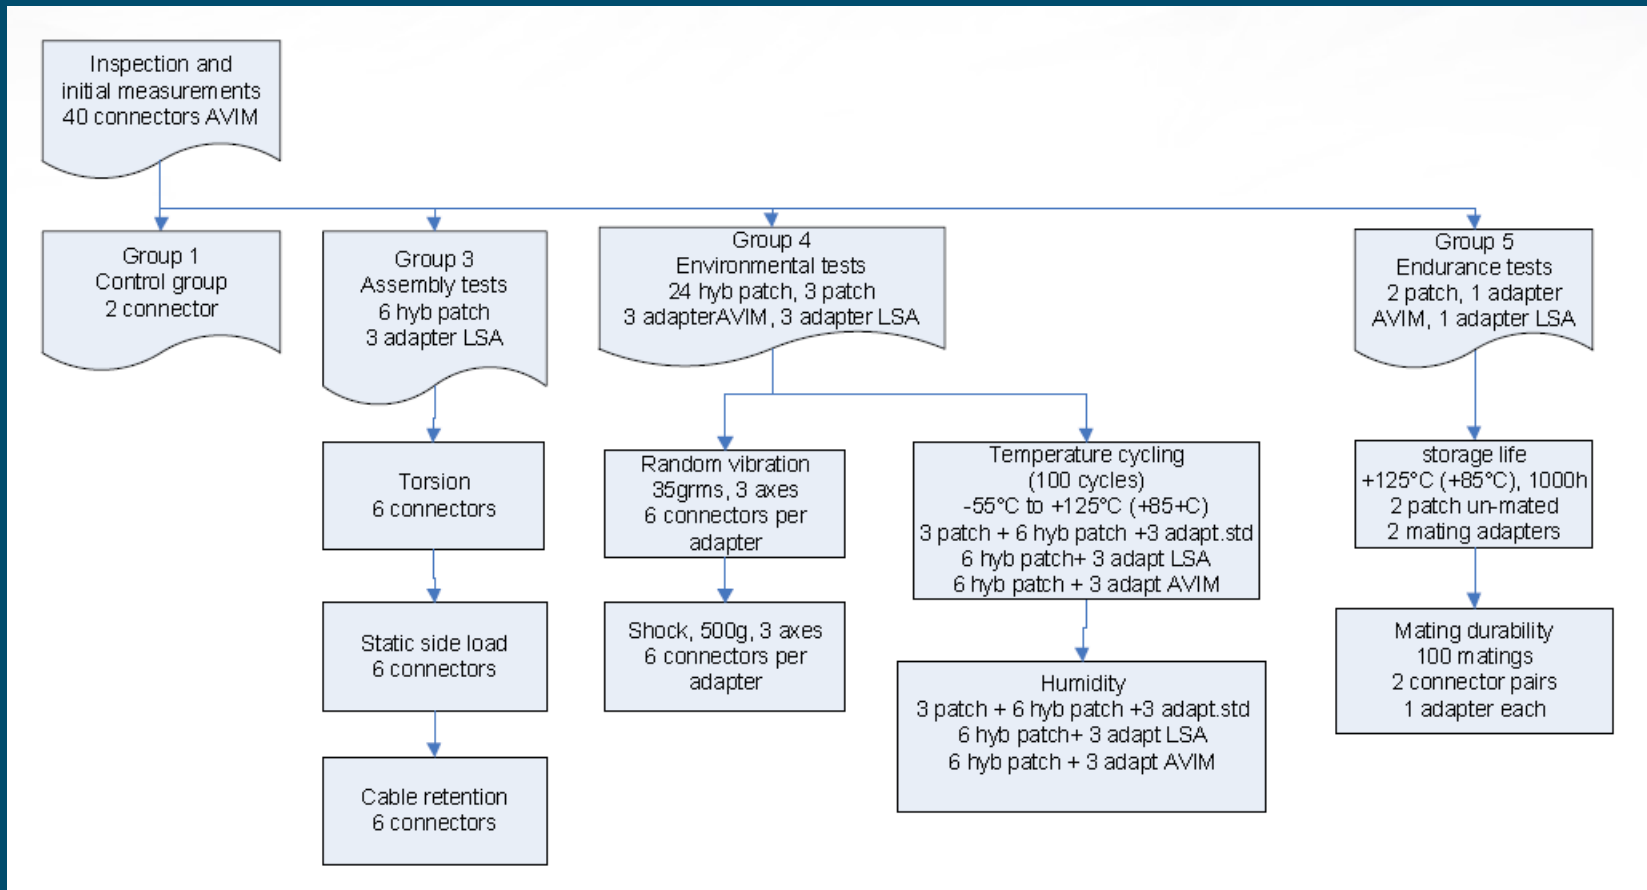 Inspection and
initial measurements
40 connectors AVIM
Group 1
Control group
2 connector
Group 3
Assembly tests
6 hyb patch
3 adapter LSA
Group 4
Environmental tests
24 hyb patch, 3 patch
3 adapterAVIM, 3 adapter LSA
Group 5
Endurance tests
2 patch, 1 adapter
AVIM, 1 adapter LSA
Torsion
6 connectors
Static side load
6 connectors
Cable retention
6 connectors
Random vibration
35grms, 3 axes
6 connectors per
adapter
Shock, 500g, 3 axes
6 connectors per
adapter
Temperature cycling
(100 cycles)
-55°C to +125°C (+85+C)
3 patch + 6 hyb patch +3 adapt.std
6 hyb patch+ 3 adapt LSA
6 hyb patch + 3 adapt AVIM
Humidity
3 patch + 6 hyb patch +3 adapt.std
6 hyb patch+ 3 adapt LSA
6 hyb patch + 3 adapt AVIM
storage life
+125°C (+85°C), 1000h
2 patch un-mated
2 mating adapters
Mating durability
100 matings
2 connector pairs
1 adapter each